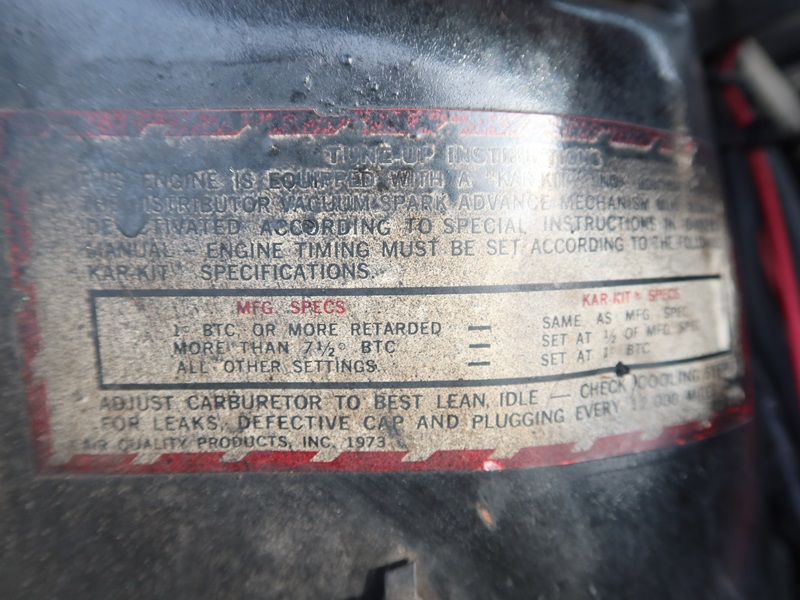 TUNE-UP INSTRUCTIONS
THIS ENGINE IS EQUIPPED WITH A "KAR-KIT"
DISTRIBUTOR VACUUM SPARK ADVANCE MECHANISM
DEACTIVATED ACCORDING TO SPECIAL INSTRUCTIONS IN
MANUAL - ENGINE TIMING MUST BE SET ACCORDING TO THE FOLLOWING
KAR-KIT™ SPECIFICATIONS.
MFG. SPECS KAR-KIT™ SPECS
1° BTC, OR MORE RETARDED — SAME AS MFG. SPEC.
MORE THAN 7½° BTC — SET AT ½ OF MFG. SPEC.
ALL OTHER SETTINGS — SET AT 1° BTC
ADJUST CARBURETOR TO BEST LEAN, IDLE — CHECK COOLING SYSTEM
FOR LEAKS, DEFECTIVE CAP AND PLUGGING EVERY 12,000 MILES
AIR QUALITY PRODUCTS, INC. 1973